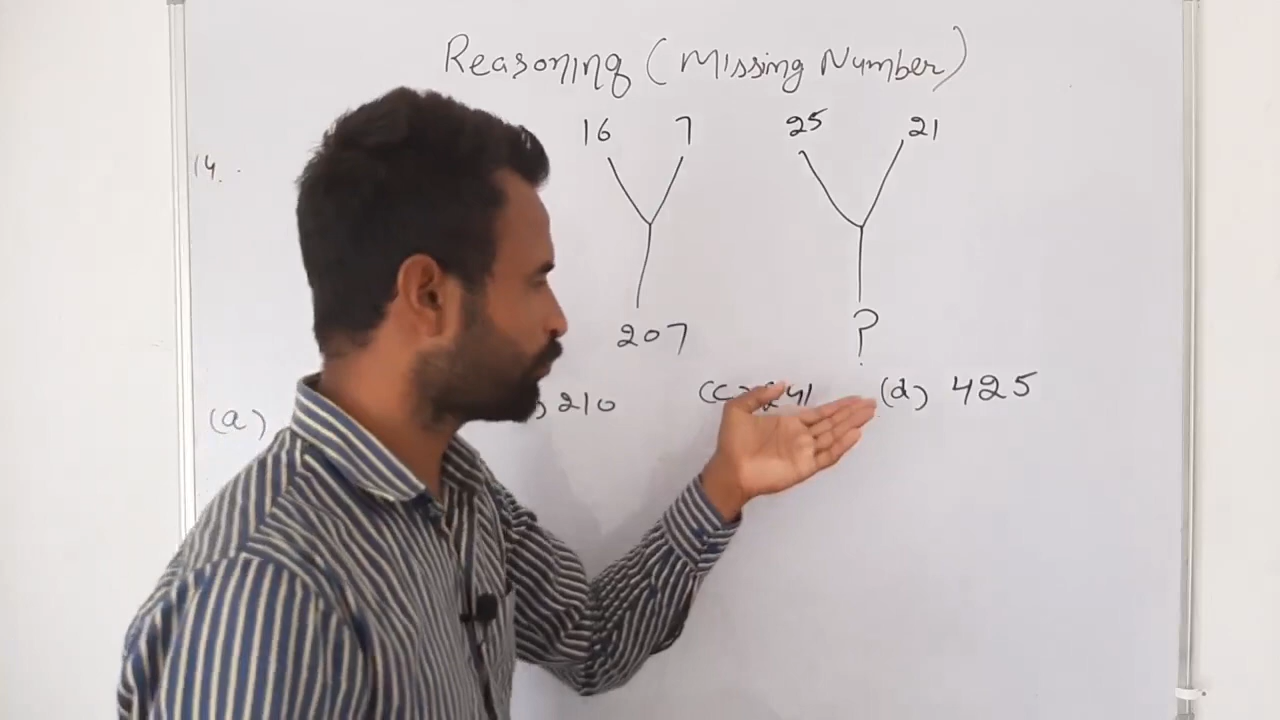 Reasoning (Missing Number)
16 7 25 21
14.
207 ?
(a) 210 (d) 425